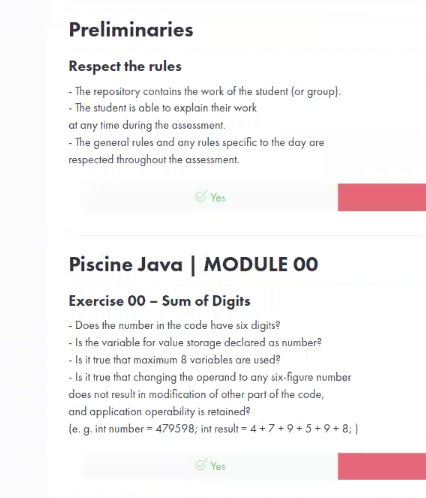 Preliminaries
Respect the rules
- The repository contains the work of the student (or group).
- The student is able to explain their work
at any time during the assessment.
- The general rules and any rules specific to the day are
respected throughout the assessment.
Yes
Piscine Java | MODULE 00
Exercise 00 – Sum of Digits
- Does the number in the code have six digits?
- Is the variable for value storage declared as number?
- Is it true that maximum 8 variables are used?
- Is it true that changing the operand to any six-figure number
does not result in modification of other part of the code,
and application operability is retained?
(e. g. int number = 479598; int result = 4 + 7 + 9 + 5 + 9 + 8; )
Yes